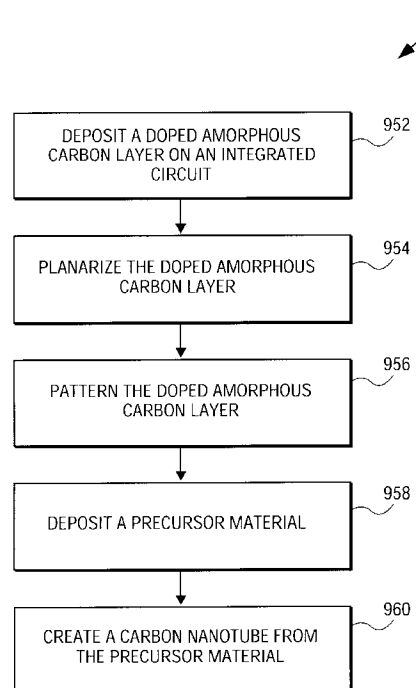 952
DEPOSIT A DOPED AMORPHOUS
CARBON LAYER ON AN INTEGRATED
CIRCUIT
954
PLANARIZE THE DOPED AMORPHOUS
CARBON LAYER
956
PATTERN THE DOPED AMORPHOUS
CARBON LAYER
958
DEPOSIT A PRECURSOR MATERIAL
960
CREATE A CARBON NANOTUBE FROM
THE PRECURSOR MATERIAL